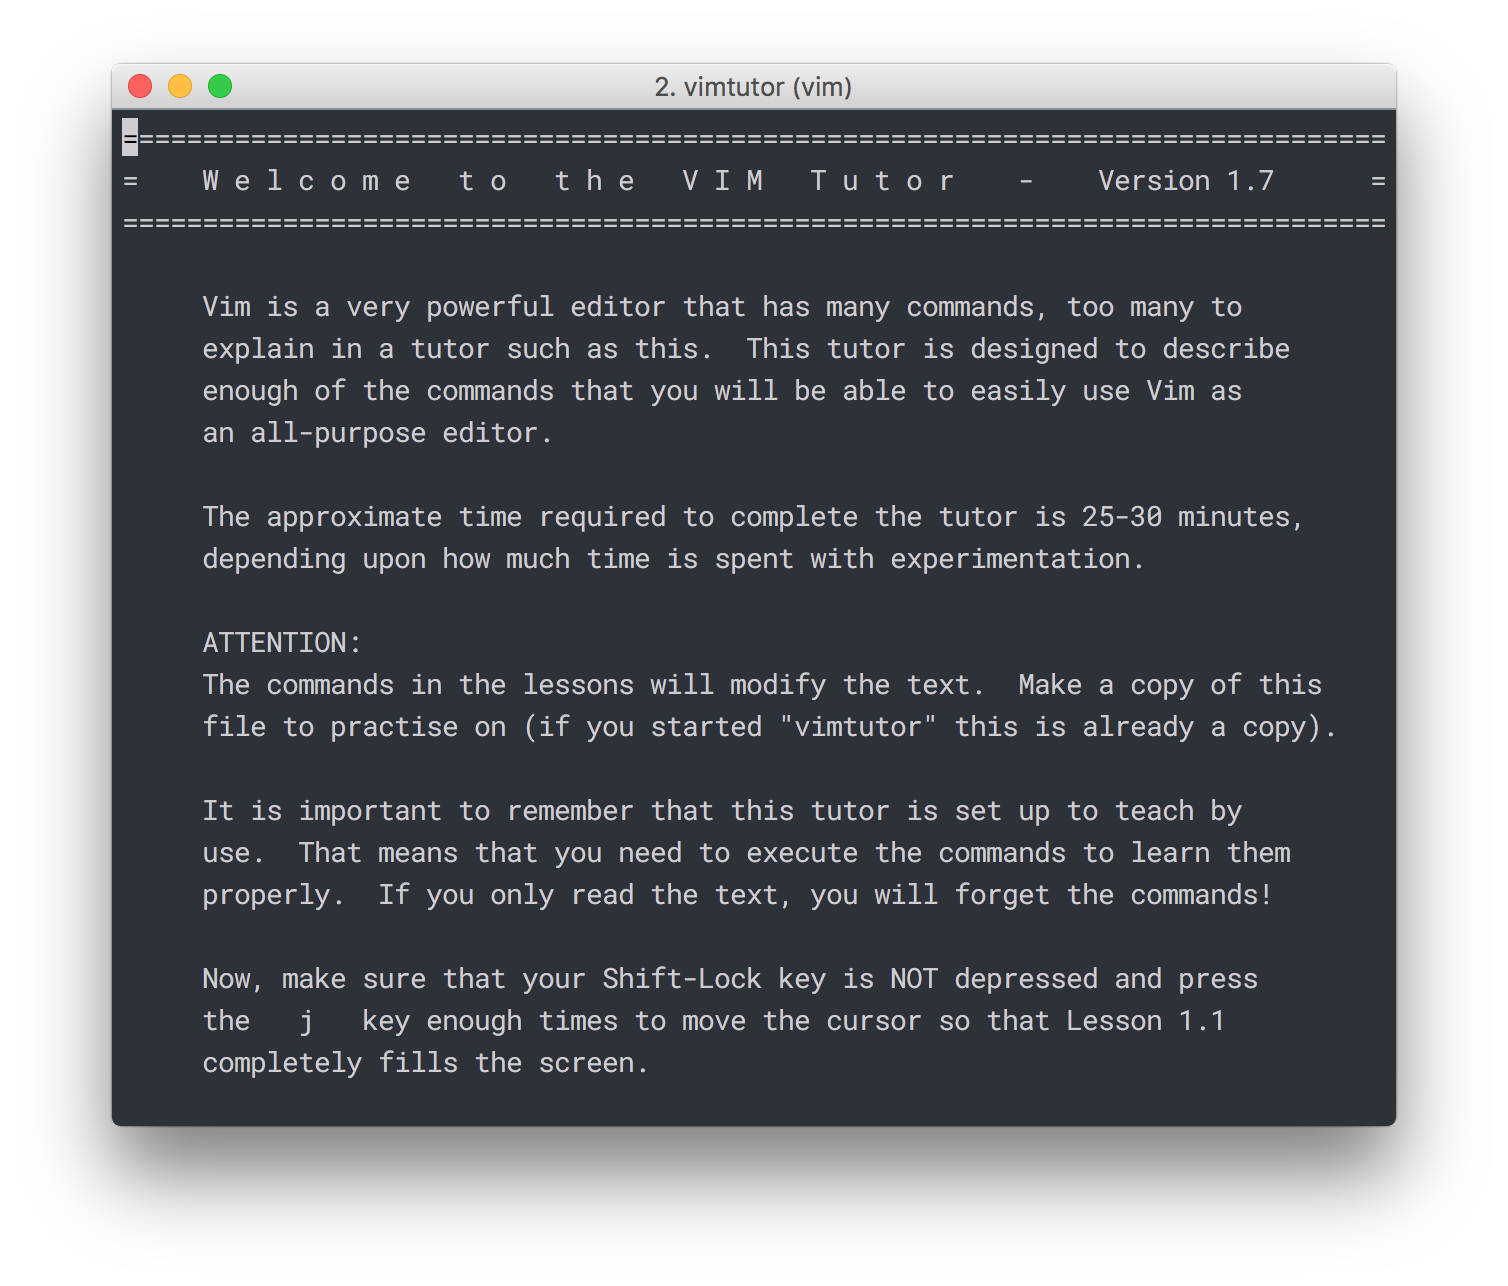 2. vimtutor (vim)
===============================================================================
=    W e l c o m e   t o   t h e   V I M   T u t o r    -    Version 1.7      =
===============================================================================
Vim is a very powerful editor that has many commands, too many to
explain in a tutor such as this.  This tutor is designed to describe
enough of the commands that you will be able to easily use Vim as
an all-purpose editor.
The approximate time required to complete the tutor is 25-30 minutes,
depending upon how much time is spent with experimentation.
ATTENTION:
The commands in the lessons will modify the text.  Make a copy of this
file to practise on (if you started "vimtutor" this is already a copy).
It is important to remember that this tutor is set up to teach by
use.  That means that you need to execute the commands to learn them
properly.  If you only read the text, you will forget the commands!
Now, make sure that your Shift-Lock key is NOT depressed and press
the   j   key enough times to move the cursor so that Lesson 1.1
completely fills the screen.